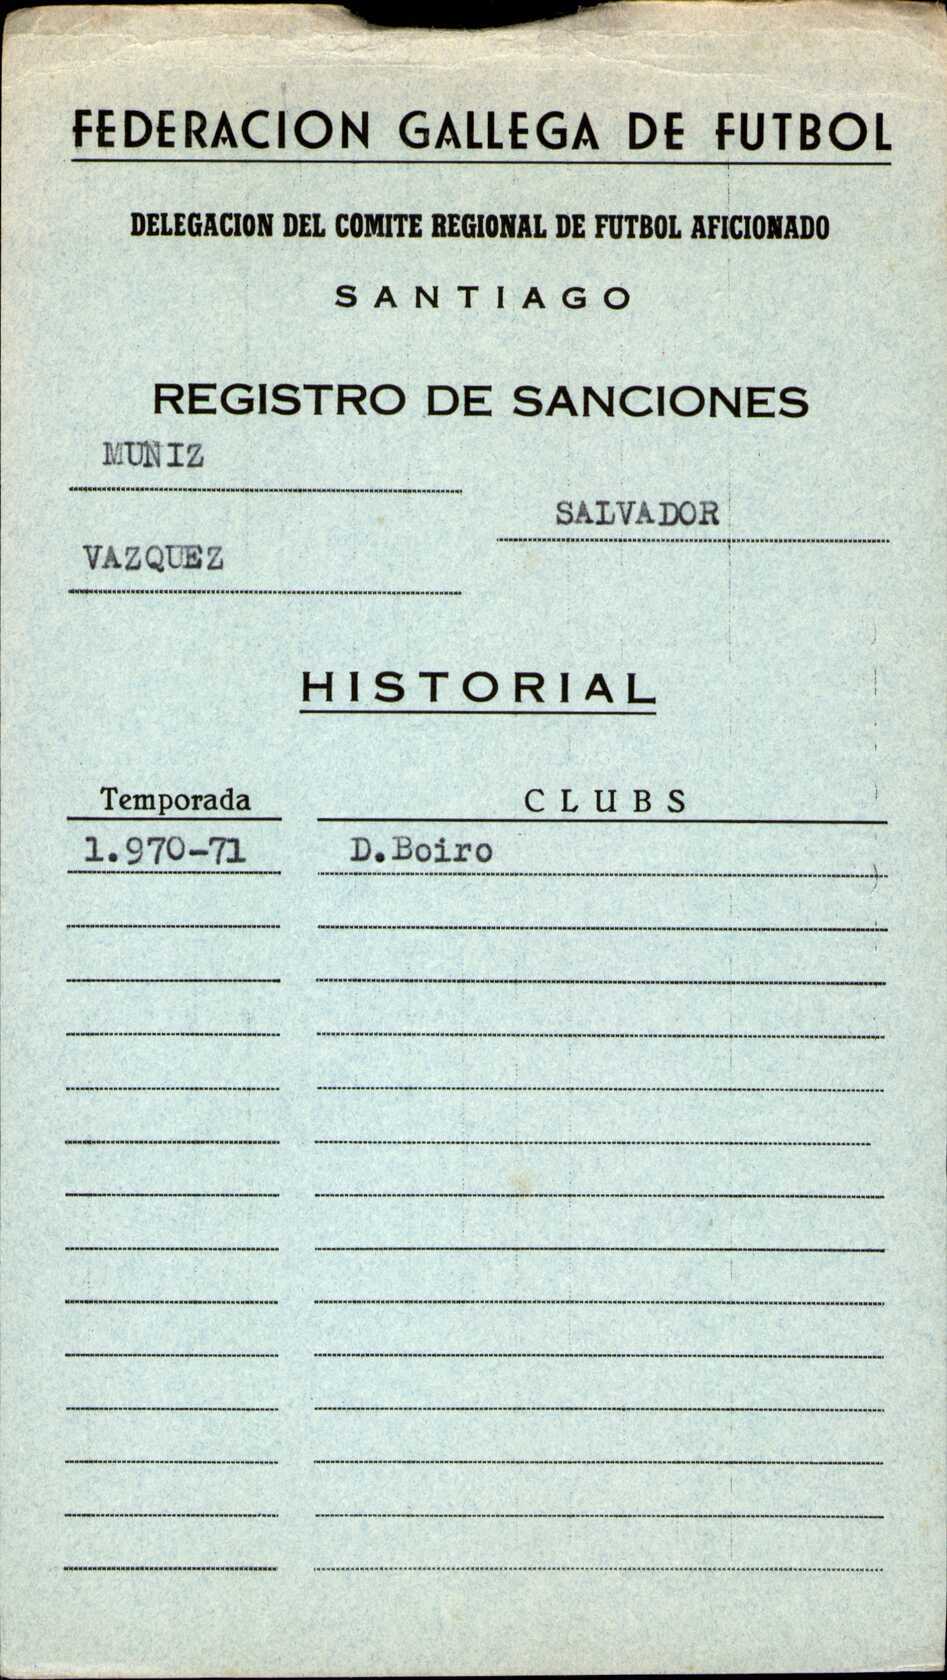 FEDERACION GALLEGA DE FUTBOL
DELEGACION DEL COMITE REGIONAL DE FUTBOL AFICIONADO
SANTIAGO
REGISTRO DE SANCIONES
MUÑIZ
SALVADOR
VAZQUEZ
HISTORIAL
Temporada CLUBS
1.970-71 D.Boiro